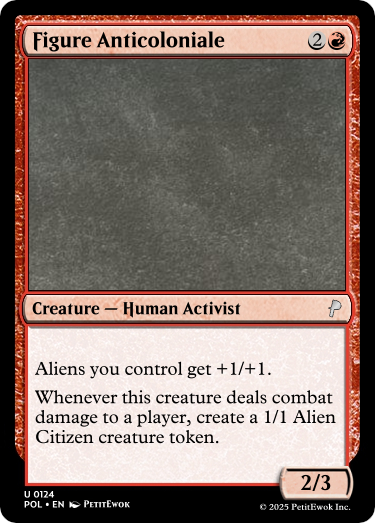 Figure Anticoloniale 2
Creature — Human Activist
Aliens you control get +1/+1.
Whenever this creature deals combat
damage to a player, create a 1/1 Alien
Citizen creature token.
2/3
U 0124
POL • EN PetitEwok
© 2025 PetitEwok Inc.